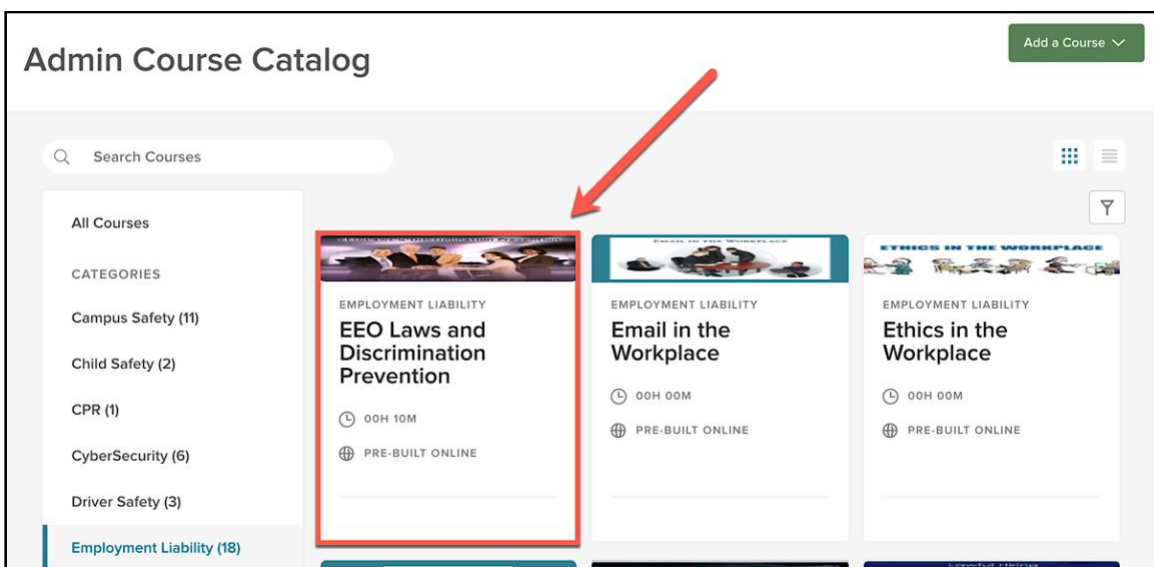 Admin Course Catalog
Add a Course
Search Courses
All Courses
CATEGORIES
Campus Safety (11)
Child Safety (2)
CPR (1)
CyberSecurity (6)
Driver Safety (3)
Employment Liability (18)
EMPLOYMENT LIABILITY
EEO Laws and
Discrimination
Prevention
00H 10M
PRE-BUILT ONLINE
EMAIL IN THE WORKPLACE
EMPLOYMENT LIABILITY
Email in the
Workplace
00H 00M
PRE-BUILT ONLINE
ETHICS IN THE WORKPLACE
EMPLOYMENT LIABILITY
Ethics in the
Workplace
00H 00M
PRE-BUILT ONLINE
Lawful Hiring